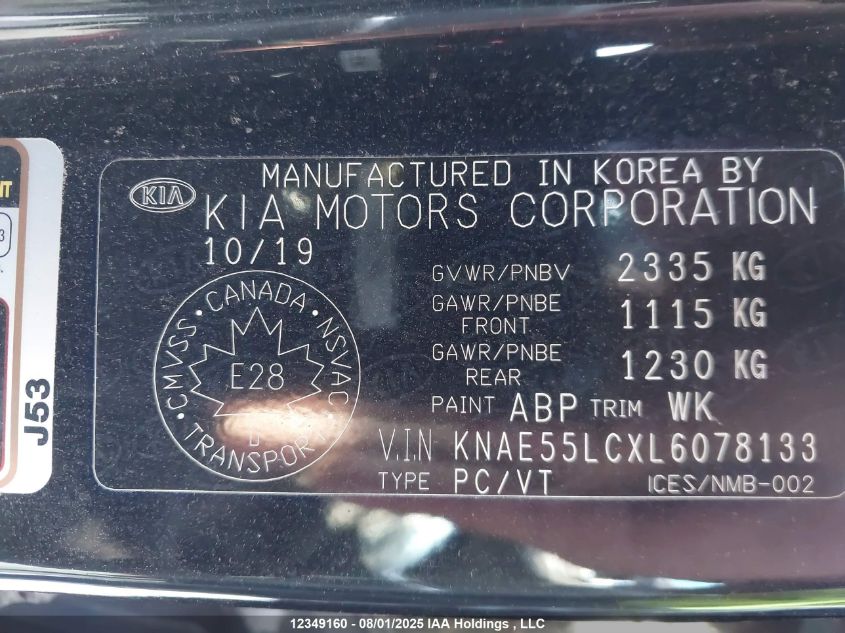 MANUFACTURED IN KOREA BY
KIA
KIA MOTORS CORPORATION
10/19
GVWR/PNBV 2335 KG
GAWR/PNBE FRONT 1115 KG
GAWR/PNBE REAR 1230 KG
PAINT ABP TRIM WK
V.I.N KNAE55LCXL6078133
TYPE PC/VT ICES/NMB-002
CMVSS · CANADA · NSVAC
E28
TRANSPORT
J53
12349160 - 08/01/2025 IAA Holdings , LLC